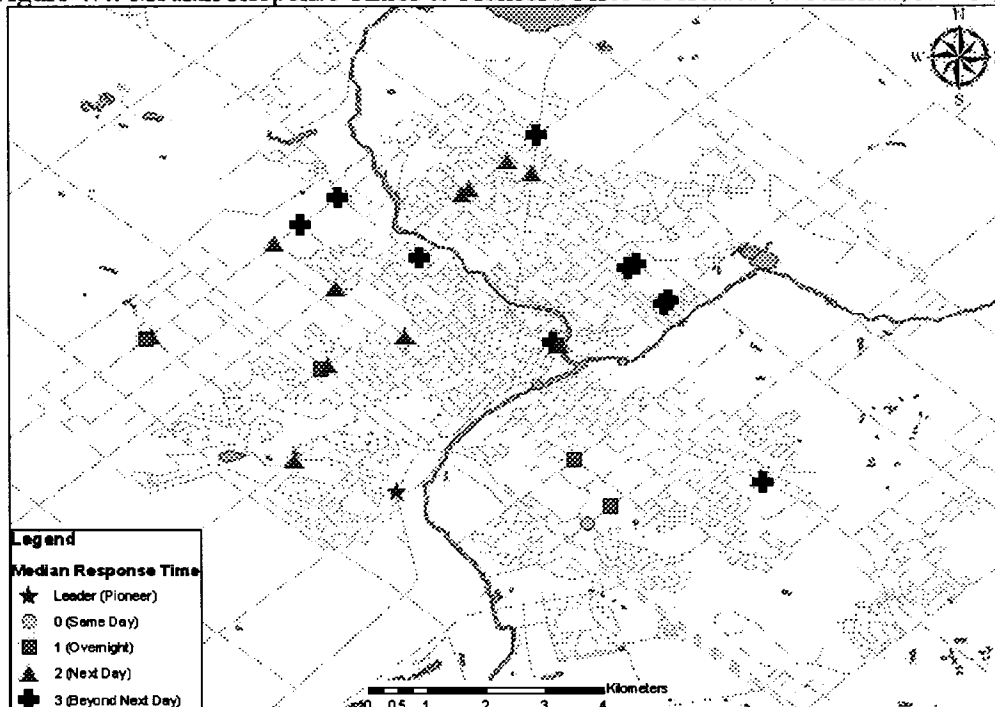 N
W
S
Legend
Median Response Time
Leader (Pioneer)
0 (Same Day)
1 (Overnight)
2 (Next Day)
3 (Beyond Next Day)
Kilometers
0 0.5 1 2 3 4